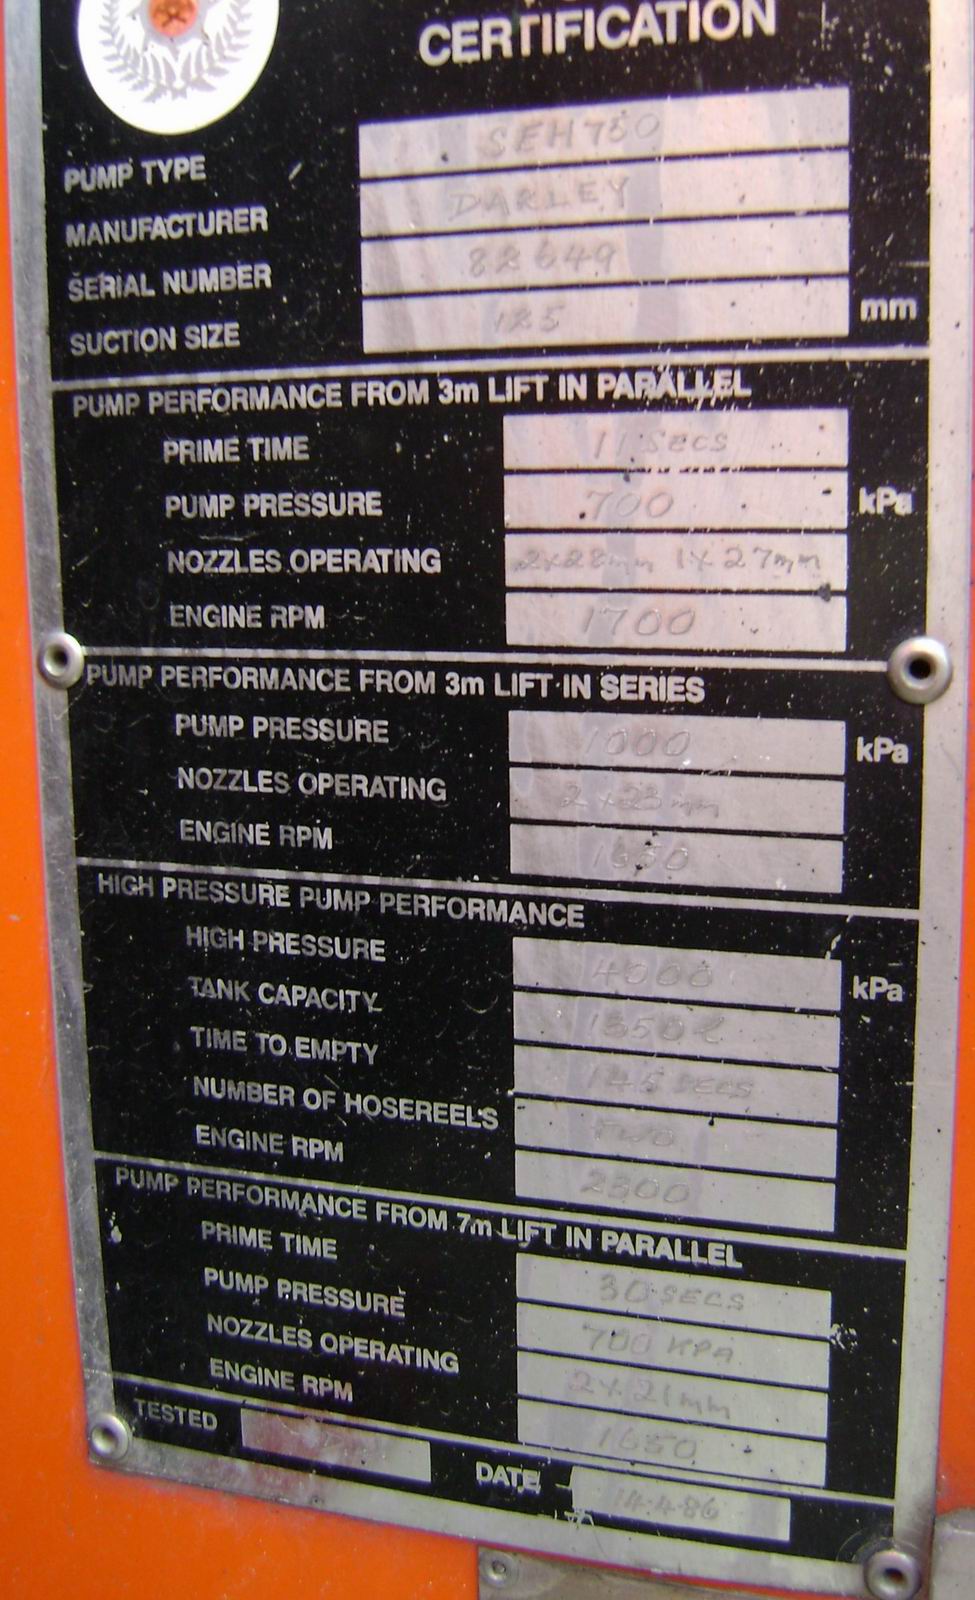 CERTIFICATION
PUMP TYPE SEH750
MANUFACTURER DARLEY
SERIAL NUMBER 82649
SUCTION SIZE 125 mm
PUMP PERFORMANCE FROM 3m LIFT IN PARALLEL
PRIME TIME 11 SECS
PUMP PRESSURE 700 kPa
NOZZLES OPERATING 2x28mm 1x27mm
ENGINE RPM 1700
PUMP PERFORMANCE FROM 3m LIFT IN SERIES
PUMP PRESSURE 1000 kPa
NOZZLES OPERATING 2x23mm
ENGINE RPM 1650
HIGH PRESSURE PUMP PERFORMANCE
HIGH PRESSURE 4000 kPa
TANK CAPACITY 1350ℓ
TIME TO EMPTY 145 SECS
NUMBER OF HOSEREELS TWO
ENGINE RPM 2300
PUMP PERFORMANCE FROM 7m LIFT IN PARALLEL
PRIME TIME 30 SECS
PUMP PRESSURE 700 KPA
NOZZLES OPERATING 2x21mm
ENGINE RPM 1650
TESTED
DATE 14.4.86